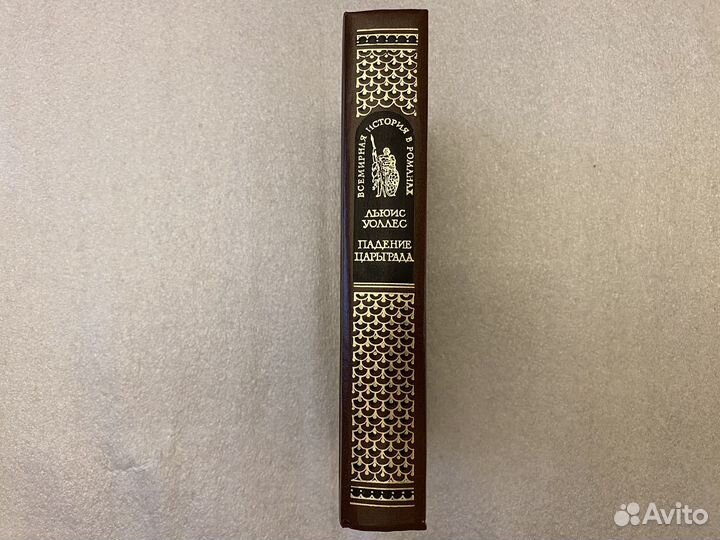 ВСЕМИРНАЯ ИСТОРИЯ В РОМАНАХ
ЛЬЮИС
УОЛЛЕС
ПАДЕНИЕ
ЦАРЬГРАДА
Avito